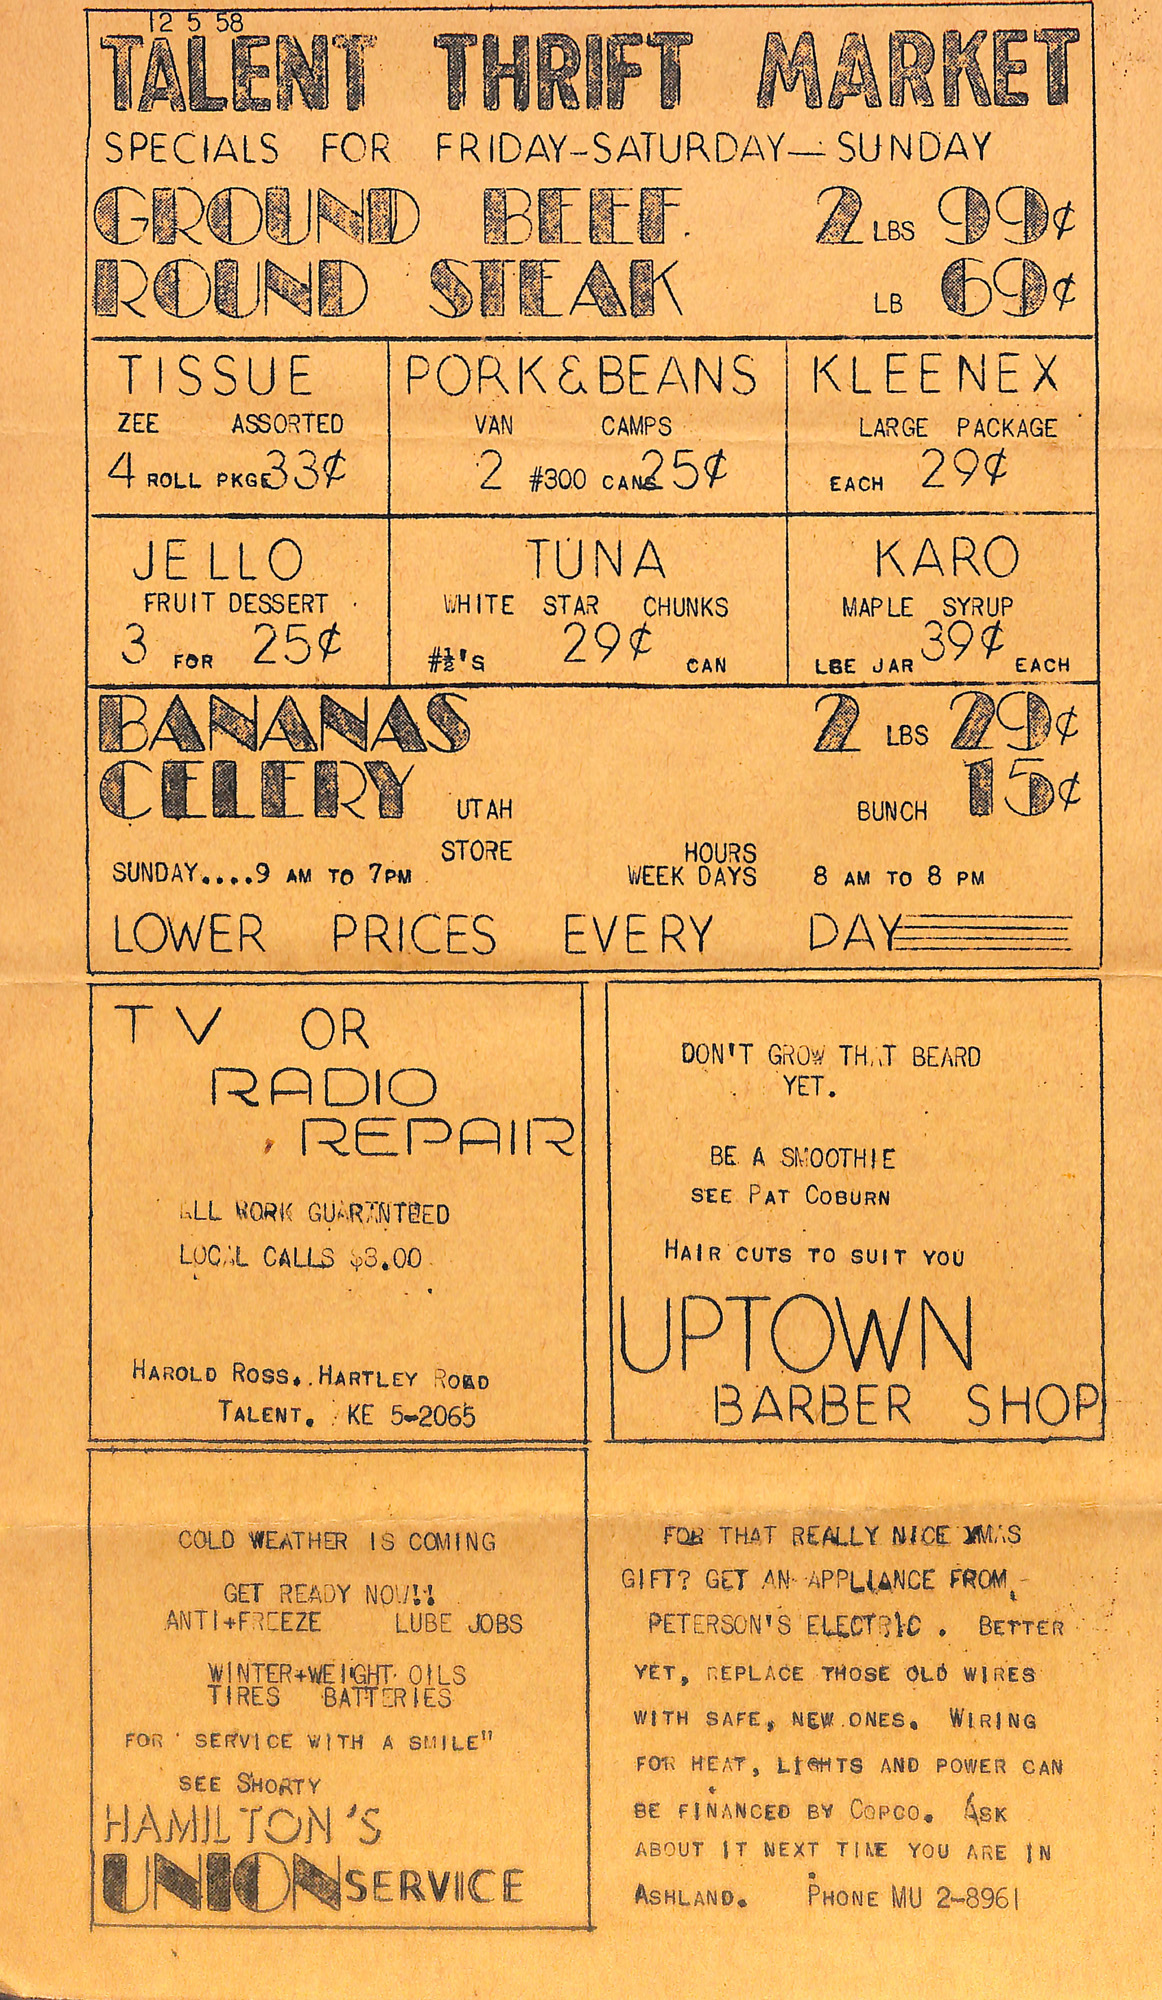 12 5 58
TALENT THRIFT MARKET
SPECIALS FOR FRIDAY-SATURDAY—SUNDAY
GROUND BEEF. 2 LBS 99¢
ROUND STEAK LB 69¢
TISSUE
ZEE ASSORTED
4 ROLL PKGE 33¢
PORK & BEANS
VAN CAMPS
2 #300 CANS 25¢
KLEENEX
LARGE PACKAGE
EACH 29¢
JELLO
FRUIT DESSERT
3 FOR 25¢
TUNA
WHITE STAR CHUNKS
#½'S 29¢ CAN
KARO
MAPLE SYRUP
LBE JAR 39¢ EACH
BANANAS 2 LBS 29¢
CELERY UTAH BUNCH 15¢
STORE HOURS
SUNDAY....9 AM TO 7PM WEEK DAYS 8 AM TO 8 PM
LOWER PRICES EVERY DAY
TV OR
RADIO
REPAIR
ALL WORK GUARANTEED
LOCAL CALLS $3.00
HAROLD ROSS. HARTLEY ROAD
TALENT. KE 5-2065
DON'T GROW THAT BEARD
YET.
BE A SMOOTHIE
SEE PAT COBURN
HAIR CUTS TO SUIT YOU
UPTOWN
BARBER SHOP
COLD WEATHER IS COMING
GET READY NOW!!
ANTI+FREEZE LUBE JOBS
WINTER+WEIGHT OILS
TIRES BATTERIES
FOR ' SERVICE WITH A SMILE"
SEE SHORTY
HAMILTON'S
UNION SERVICE
FOR THAT REALLY NICE XMAS
GIFT? GET AN APPLIANCE FROM
PETERSON'S ELECTRIC . BETTER
YET, REPLACE THOSE OLD WIRES
WITH SAFE, NEW ONES. WIRING
FOR HEAT, LIGHTS AND POWER CAN
BE FINANCED BY COPCO. ASK
ABOUT IT NEXT TIME YOU ARE IN
ASHLAND. PHONE MU 2-8961